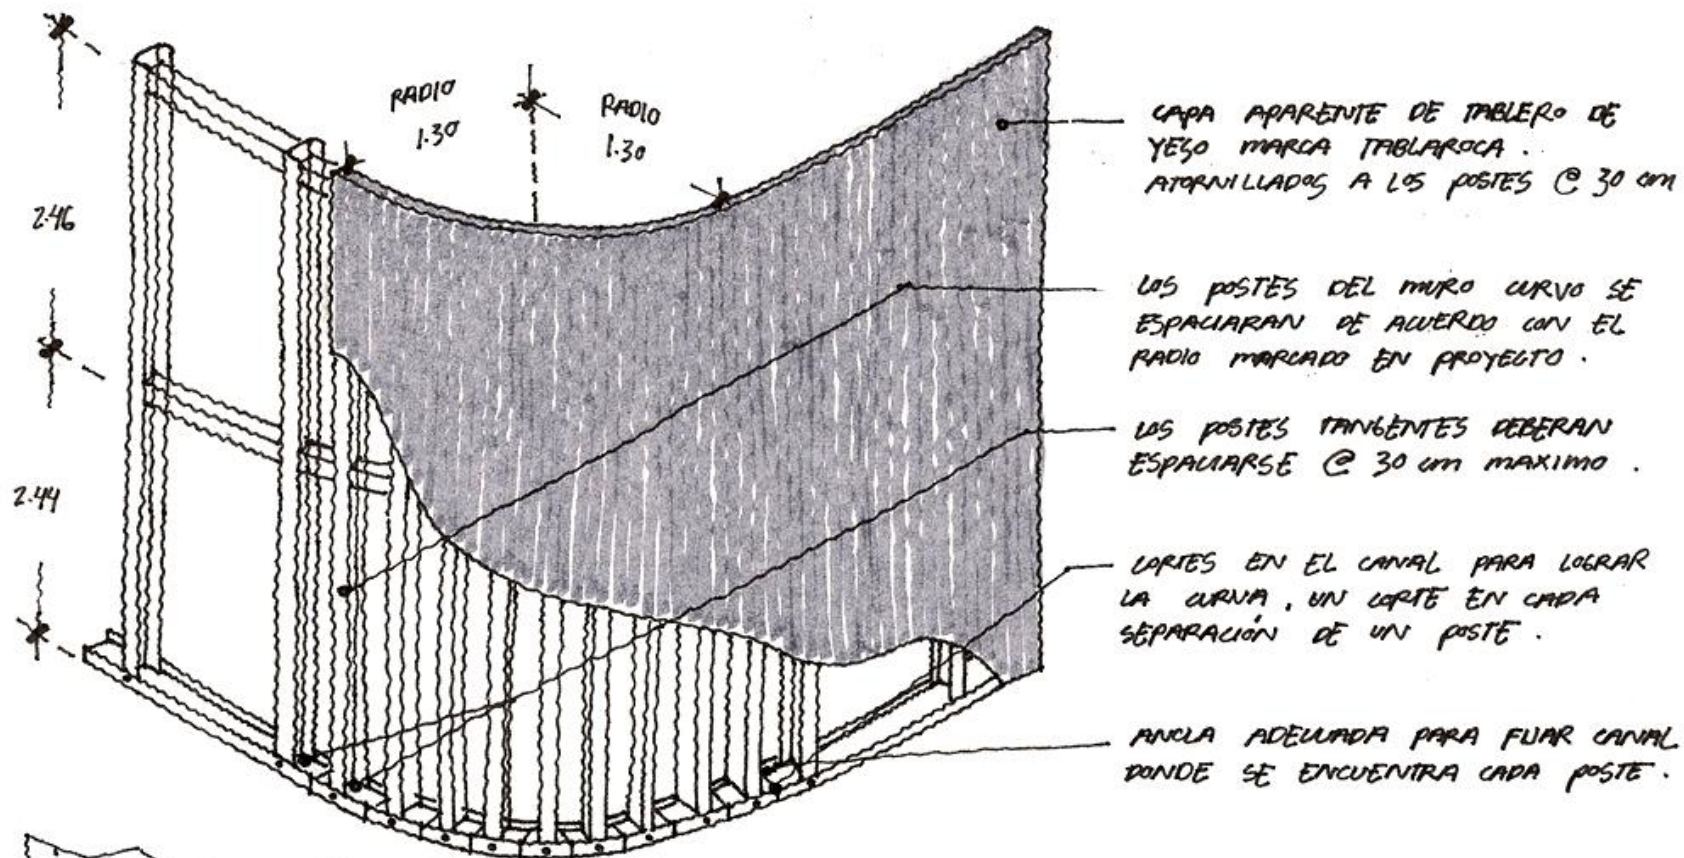 RADIO
1.30
RADIO
1.30
2.46
2.44
CAPA APARENTE DE TABLERO DE
YESO MARCA TABLAROCA.
ATORNILLADOS A LOS POSTES @ 30 cm
LOS POSTES DEL MURO CURVO SE
ESPACIARAN DE ACUERDO CON EL
RADIO MARCADO EN PROYECTO.
LOS POSTES TANGENTES DEBERAN
ESPACIARSE @ 30 cm MAXIMO.
CORTES EN EL CANAL PARA LOGRAR
LA CURVA, UN CORTE EN CADA
SEPARACIÓN DE UN POSTE.
ANCLA ADECUADA PARA FIJAR CANAL
DONDE SE ENCUENTRA CADA POSTE.